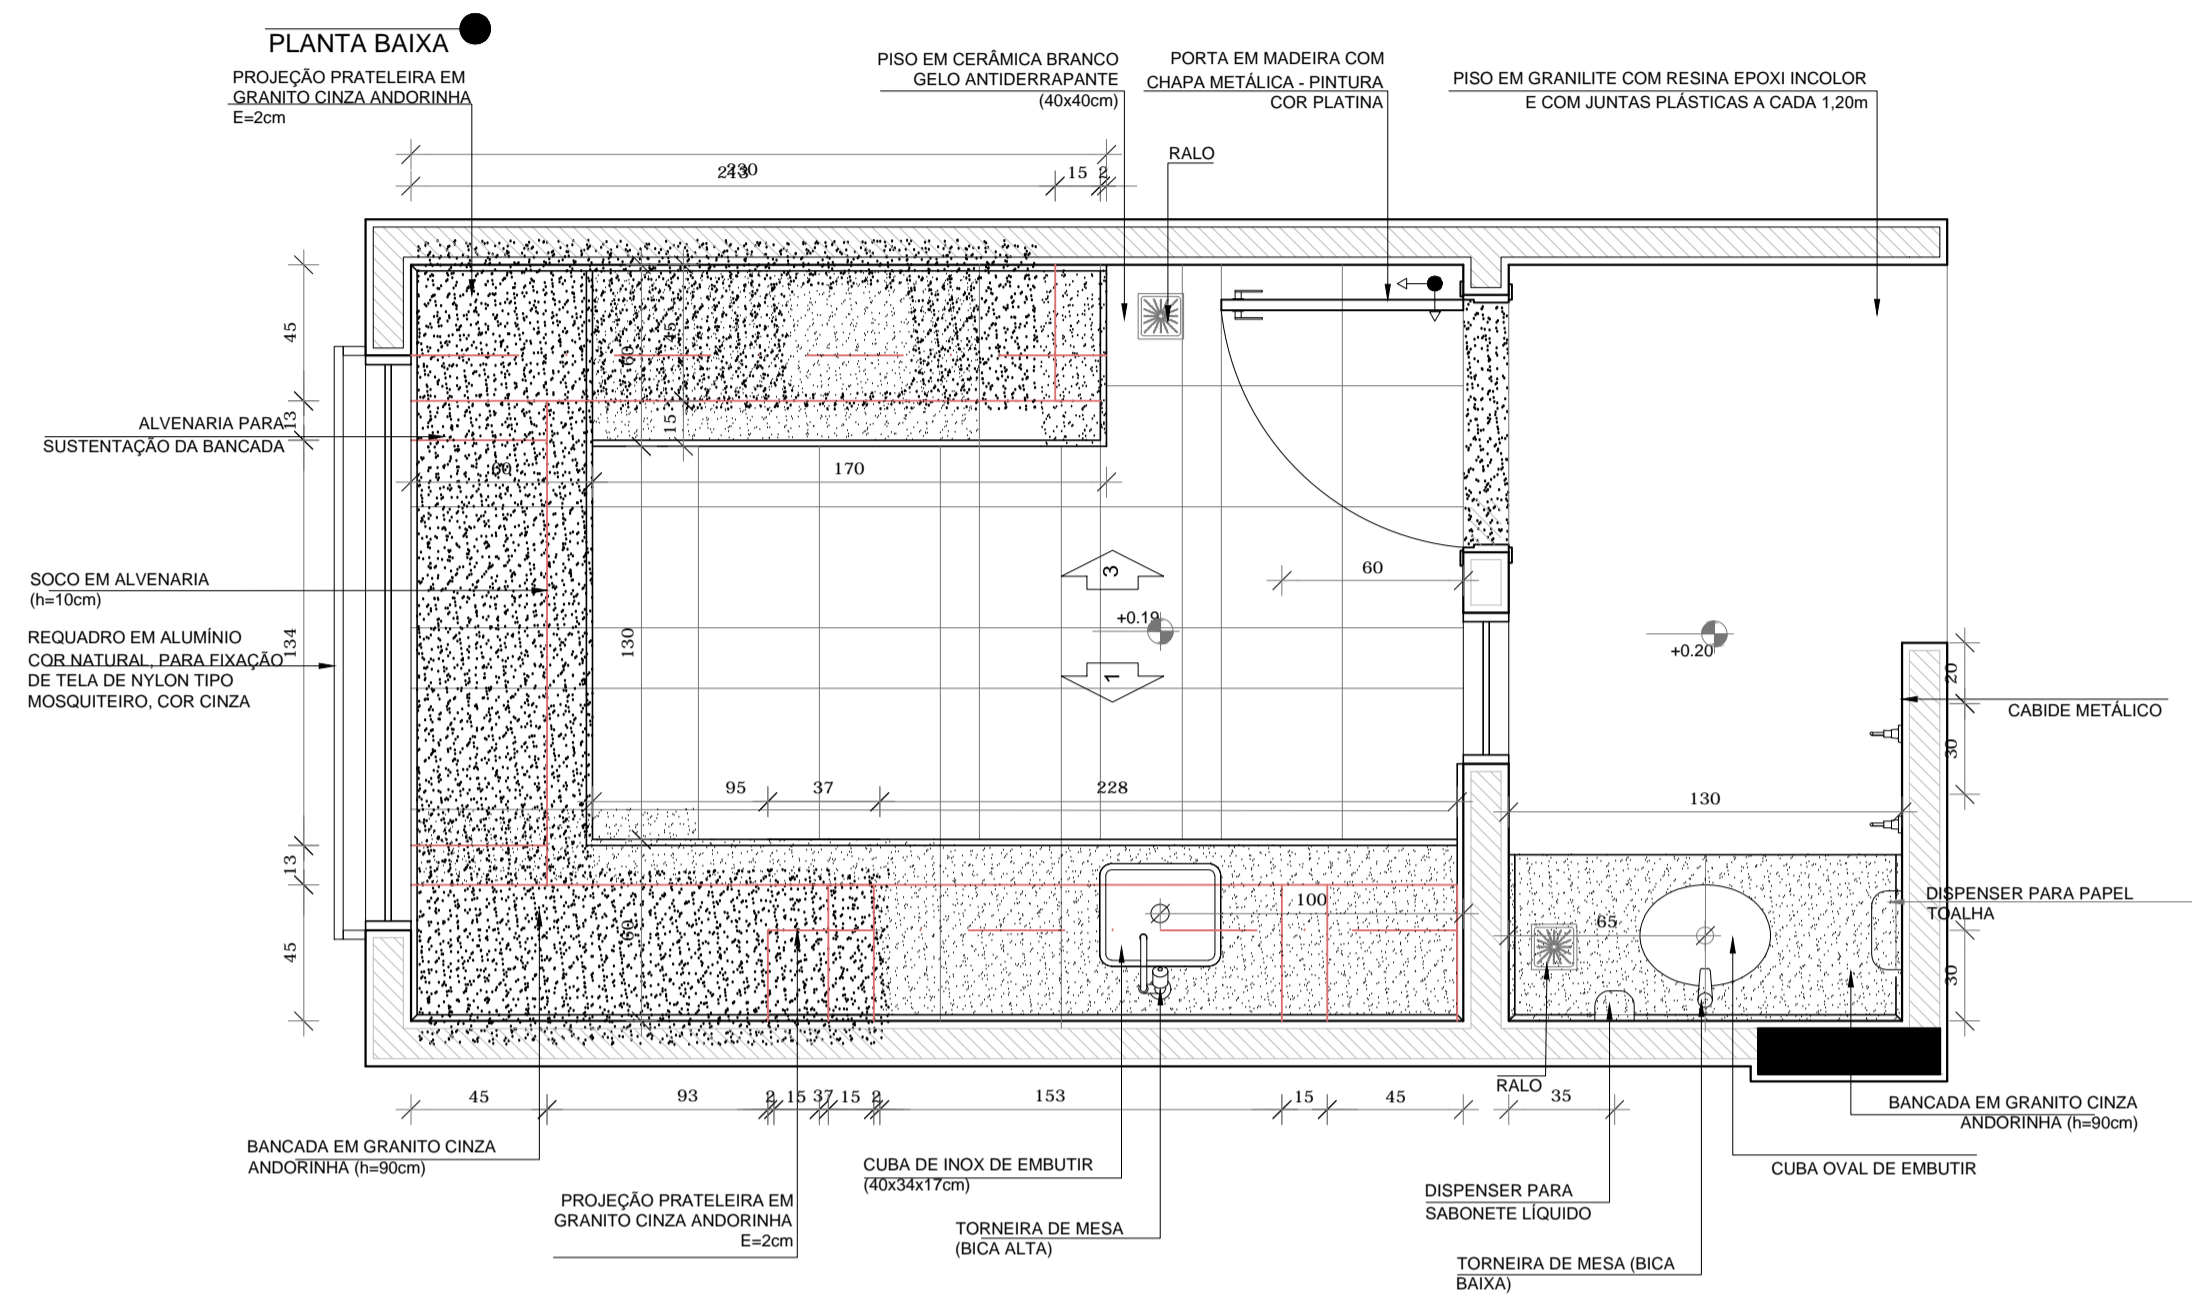 PLANTA BAIXA
PROJEÇÃO PRATELEIRA EM
GRANITO CINZA ANDORINHA
E=2cm
PISO EM CERÂMICA BRANCO
GELO ANTIDERRAPANTE
(40x40cm)
PORTA EM MADEIRA COM
CHAPA METÁLICA - PINTURA
COR PLATINA
PISO EM GRANILITE COM RESINA EPOXI INCOLOR
E COM JUNTAS PLÁSTICAS A CADA 1,20m
RALO
230
213
15
2
45
13
134
13
45
60
45
15
ALVENARIA PARA
SUSTENTAÇÃO DA BANCADA
60
170
SOCO EM ALVENARIA
(h=10cm)
REQUADRO EM ALUMÍNIO
COR NATURAL, PARA FIXAÇÃO
DE TELA DE NYLON TIPO
MOSQUITEIRO, COR CINZA
130
3
60
+0.19
1
+0.20
20
30
CABIDE METÁLICO
95
37
228
130
60
100
65
DISPENSER PARA PAPEL
TOALHA
30
45
93
2
15
37
15
2
153
15
45
35
RALO
BANCADA EM GRANITO CINZA
ANDORINHA (h=90cm)
BANCADA EM GRANITO CINZA
ANDORINHA (h=90cm)
CUBA DE INOX DE EMBUTIR
(40x34x17cm)
CUBA OVAL DE EMBUTIR
PROJEÇÃO PRATELEIRA EM
GRANITO CINZA ANDORINHA
E=2cm
TORNEIRA DE MESA
(BICA ALTA)
DISPENSER PARA
SABONETE LÍQUIDO
TORNEIRA DE MESA (BICA
BAIXA)